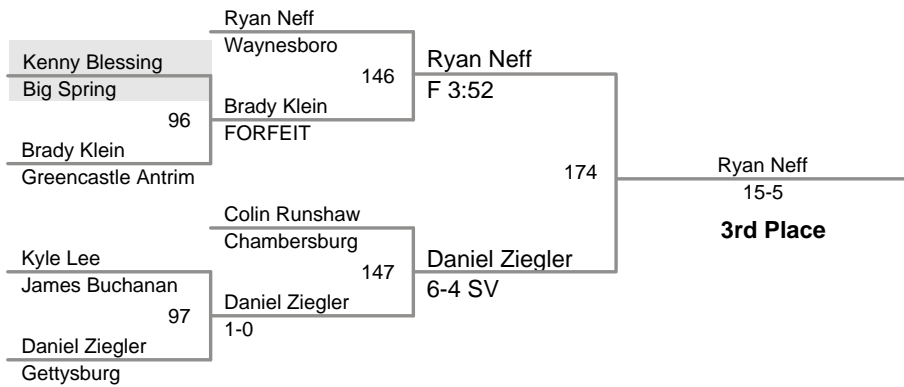 Ryan Neff
Waynesboro
Kenny Blessing
Big Spring
146
Ryan Neff
F 3:52
96
Brady Klein
FORFEIT
Brady Klein
Greencastle Antrim
174
Ryan Neff
15-5
3rd Place
Colin Runshaw
Chambersburg
Kyle Lee
James Buchanan
147
Daniel Ziegler
6-4 SV
97
Daniel Ziegler
1-0
Daniel Ziegler
Gettysburg